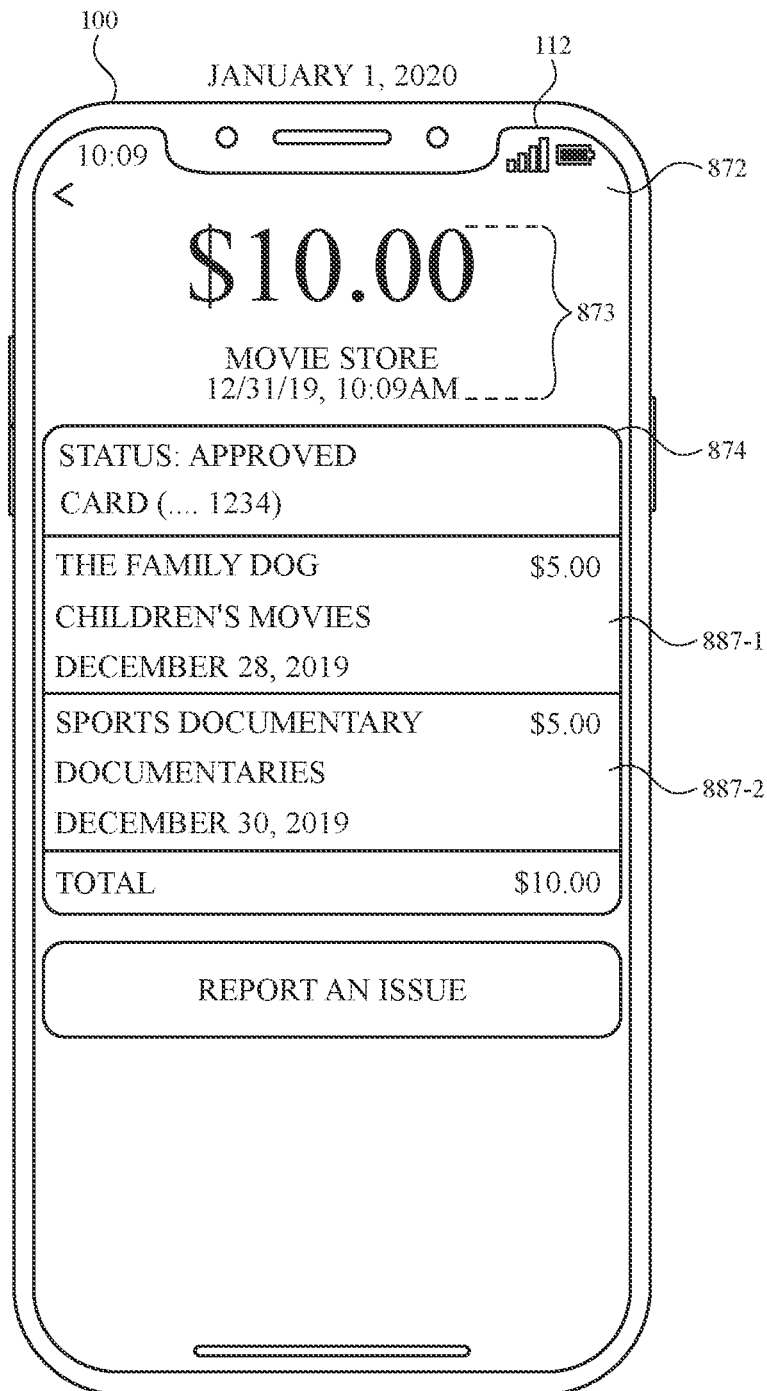 100
JANUARY 1, 2020
112
10:09
872
<
$10.00
873
MOVIE STORE
12/31/19, 10:09AM
874
STATUS: APPROVED
CARD (.... 1234)
THE FAMILY DOG $5.00
CHILDREN'S MOVIES
887-1
DECEMBER 28, 2019
SPORTS DOCUMENTARY $5.00
DOCUMENTARIES
887-2
DECEMBER 30, 2019
TOTAL $10.00
REPORT AN ISSUE